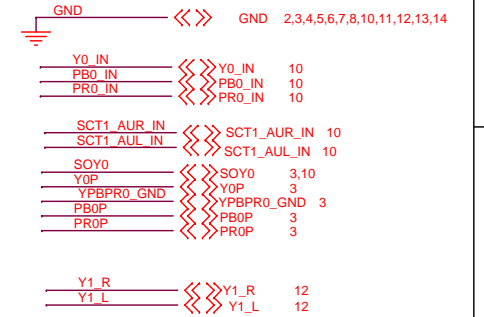 GND GND 2,3,4,5,6,7,8,10,11,12,13,14
Y0_IN Y0_IN 10
PB0_IN PB0_IN 10
PR0_IN PR0_IN 10
SCT1_AUR_IN SCT1_AUR_IN 10
SCT1_AUL_IN SCT1_AUL_IN 10
SOY0 SOY0 3,10
Y0P Y0P 3
YPBPR0_GND YPBPR0_GND 3
PB0P PB0P 3
PR0P PR0P 3
Y1_R Y1_R 12
Y1_L Y1_L 12